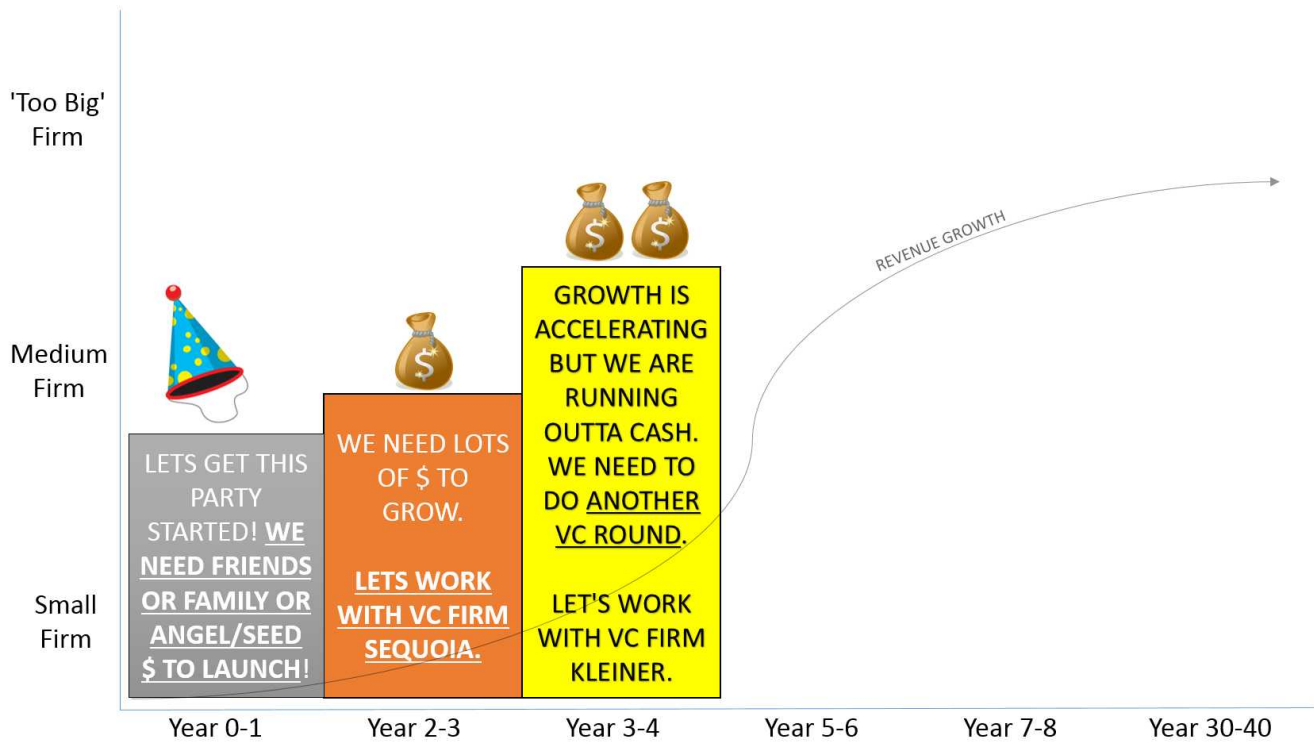 'Too Big'
Firm
Medium
Firm
Small
Firm
LETS GET THIS
PARTY
STARTED! WE
NEED FRIENDS
OR FAMILY OR
ANGEL/SEED
$ TO LAUNCH!
$
WE NEED LOTS
OF $ TO
GROW.
LETS WORK
WITH VC FIRM
SEQUOIA.
$
$
GROWTH IS
ACCELERATING
BUT WE ARE
RUNNING
OUTTA CASH.
WE NEED TO
DO ANOTHER
VC ROUND.
LET'S WORK
WITH VC FIRM
KLEINER.
REVENUE GROWTH
Year 0-1
Year 2-3
Year 3-4
Year 5-6
Year 7-8
Year 30-40